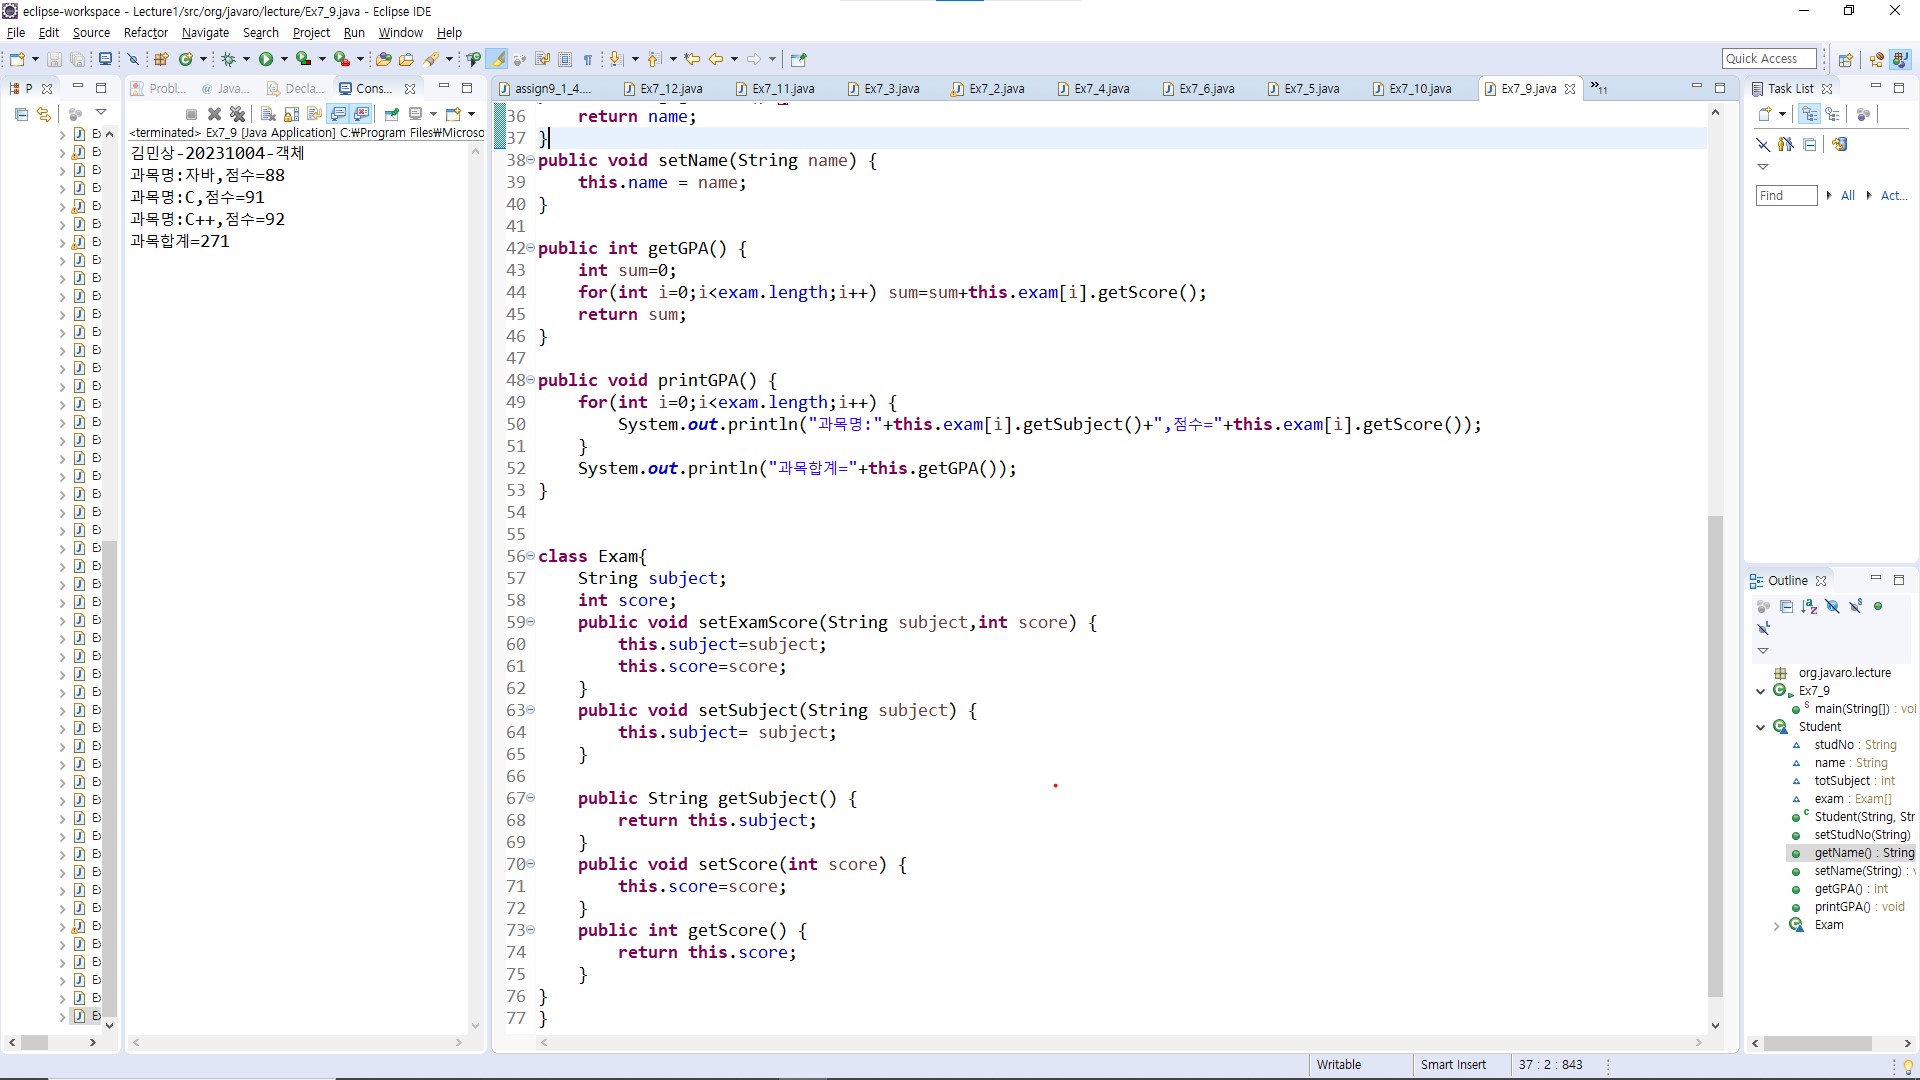 eclipse-workspace - Lecture1/src/org/javaro/lecture/Ex7_9.java - Eclipse IDE
File Edit Source Refactor Navigate Search Project Run Window Help
Quick Access
P
Probl...
Java...
Decla...
Cons...
assign9_1_4....
Ex7_12.java
Ex7_11.java
Ex7_3.java
Ex7_2.java
Ex7_4.java
Ex7_6.java
Ex7_5.java
Ex7_10.java
Ex7_9.java
»11
Task List
<terminated> Ex7_9 [Java Application] C:₩Program Files₩Microso
김민상-20231004-객체
과목명:자바,점수=88
과목명:C,점수=91
과목명:C++,점수=92
과목합계=271
36     return name;
37 }
38 public void setName(String name) {
39     this.name = name;
40 }
41
42 public int getGPA() {
43     int sum=0;
44     for(int i=0;i<exam.length;i++) sum=sum+this.exam[i].getScore();
45     return sum;
46 }
47
48 public void printGPA() {
49     for(int i=0;i<exam.length;i++) {
50         System.out.println("과목명:"+this.exam[i].getSubject()+",점수="+this.exam[i].getScore());
51     }
52     System.out.println("과목합계="+this.getGPA());
53 }
54
55
56 class Exam{
57     String subject;
58     int score;
59     public void setExamScore(String subject,int score) {
60         this.subject=subject;
61         this.score=score;
62     }
63     public void setSubject(String subject) {
64         this.subject= subject;
65     }
66
67     public String getSubject() {
68         return this.subject;
69     }
70     public void setScore(int score) {
71         this.score=score;
72     }
73     public int getScore() {
74         return this.score;
75     }
76 }
77 }
Find
All
Act...
Outline
org.javaro.lecture
Ex7_9
main(String[]) : voi
Student
studNo : String
name : String
totSubject : int
exam : Exam[]
Student(String, Str
setStudNo(String)
getName() : String
setName(String) : v
getGPA() : int
printGPA() : void
Exam
Writable
Smart Insert
37 : 2 : 843